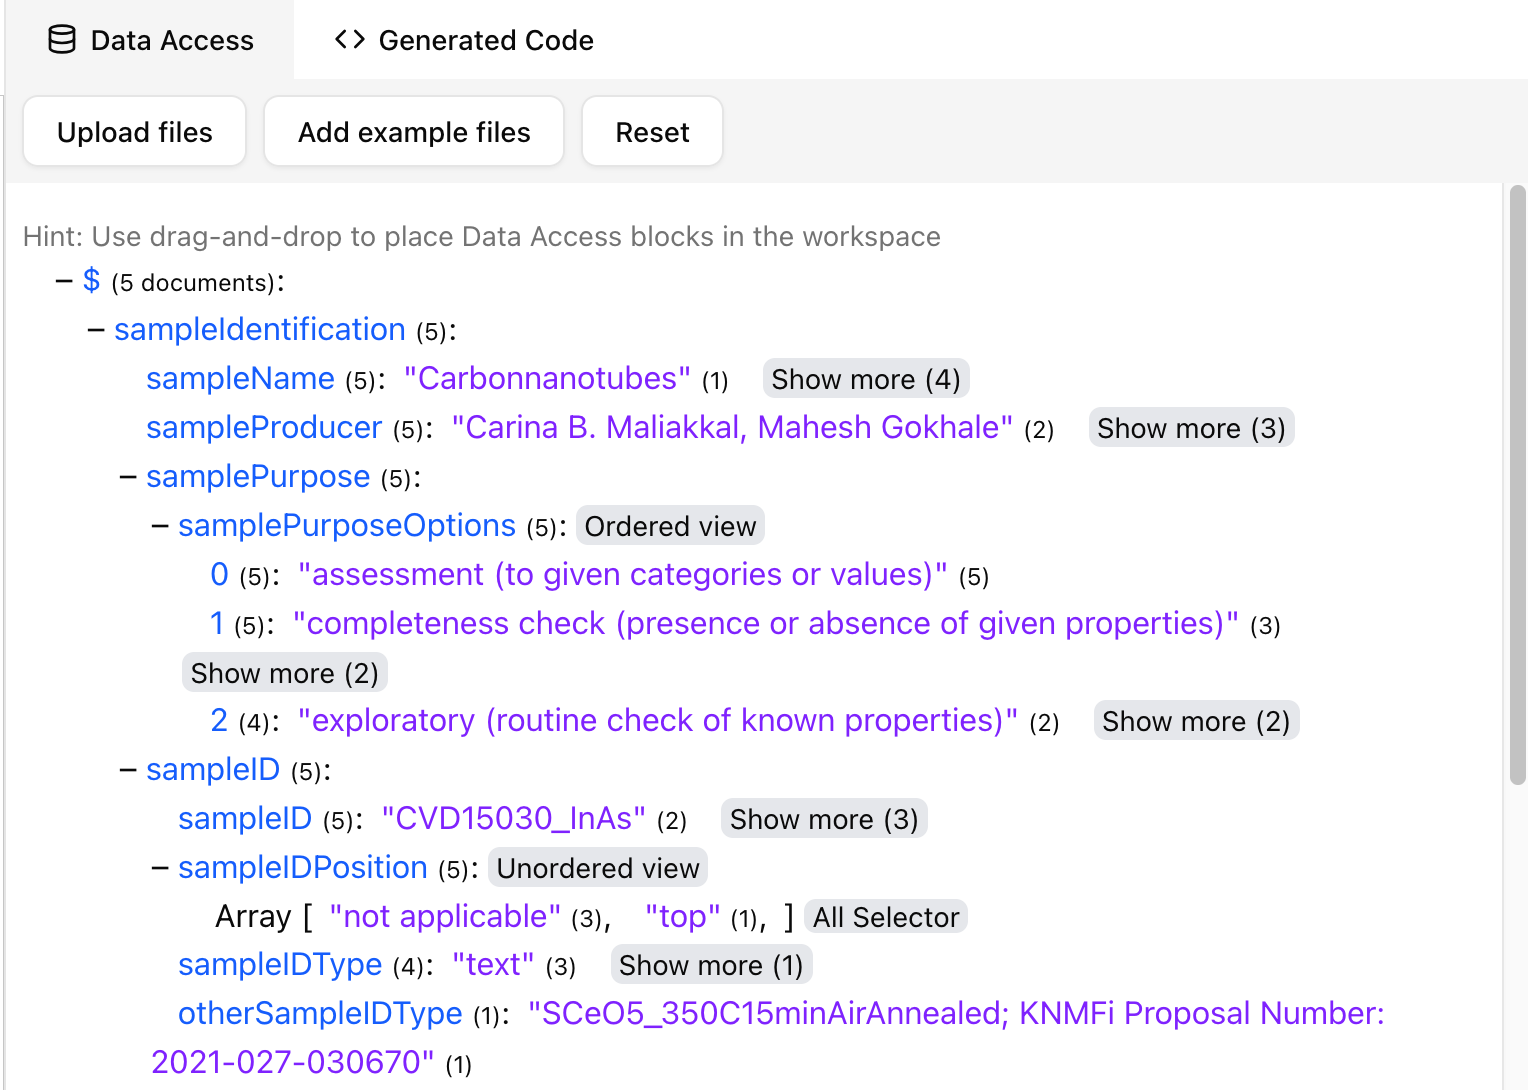 Data Access
<> Generated Code
Upload files
Add example files
Reset
Hint: Use drag-and-drop to place Data Access blocks in the workspace
− $ (5 documents):
− sampleIdentification (5):
sampleName (5): "Carbonnanotubes" (1) Show more (4)
sampleProducer (5): "Carina B. Maliakkal, Mahesh Gokhale" (2) Show more (3)
− samplePurpose (5):
− samplePurposeOptions (5): Ordered view
0 (5): "assessment (to given categories or values)" (5)
1 (5): "completeness check (presence or absence of given properties)" (3)
Show more (2)
2 (4): "exploratory (routine check of known properties)" (2) Show more (2)
− sampleID (5):
sampleID (5): "CVD15030_InAs" (2) Show more (3)
− sampleIDPosition (5): Unordered view
Array [ "not applicable" (3), "top" (1), ] All Selector
sampleIDType (4): "text" (3) Show more (1)
otherSampleIDType (1): "SCeO5_350C15minAirAnnealed; KNMFi Proposal Number:
2021-027-030670" (1)